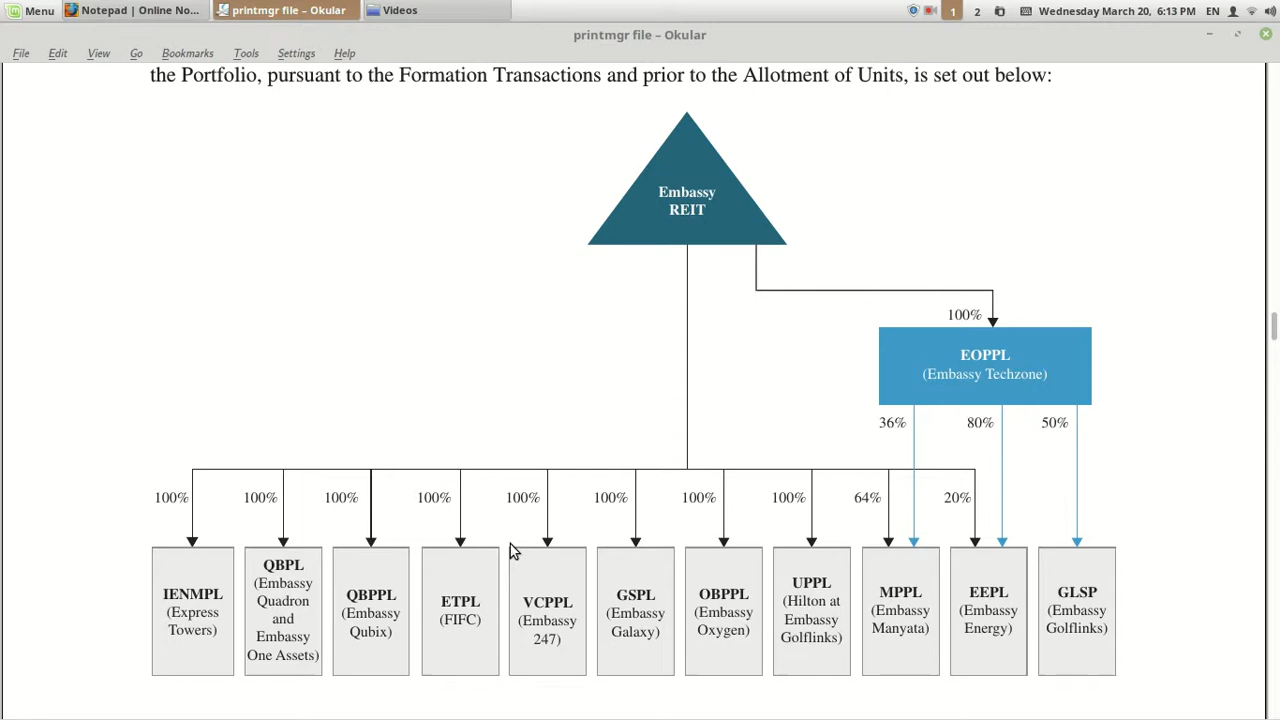 Menu
Notepad | Online No...
printmgr file – Okular
Videos
1
2
Wednesday March 20, 6:13 PM
EN
printmgr file – Okular
File Edit View Go Bookmarks Tools Settings Help
the Portfolio, pursuant to the Formation Transactions and prior to the Allotment of Units, is set out below:
Embassy
REIT
100%
EOPPL
(Embassy Techzone)
36% 80% 50%
100% 100% 100% 100% 100% 100% 100% 100% 64% 20%
IENMPL
(Express
Towers)
QBPL
(Embassy
Quadron
and
Embassy
One Assets)
QBPPL
(Embassy
Qubix)
ETPL
(FIFC)
VCPPL
(Embassy
247)
GSPL
(Embassy
Galaxy)
OBPPL
(Embassy
Oxygen)
UPPL
(Hilton at
Embassy
Golflinks)
MPPL
(Embassy
Manyata)
EEPL
(Embassy
Energy)
GLSP
(Embassy
Golflinks)